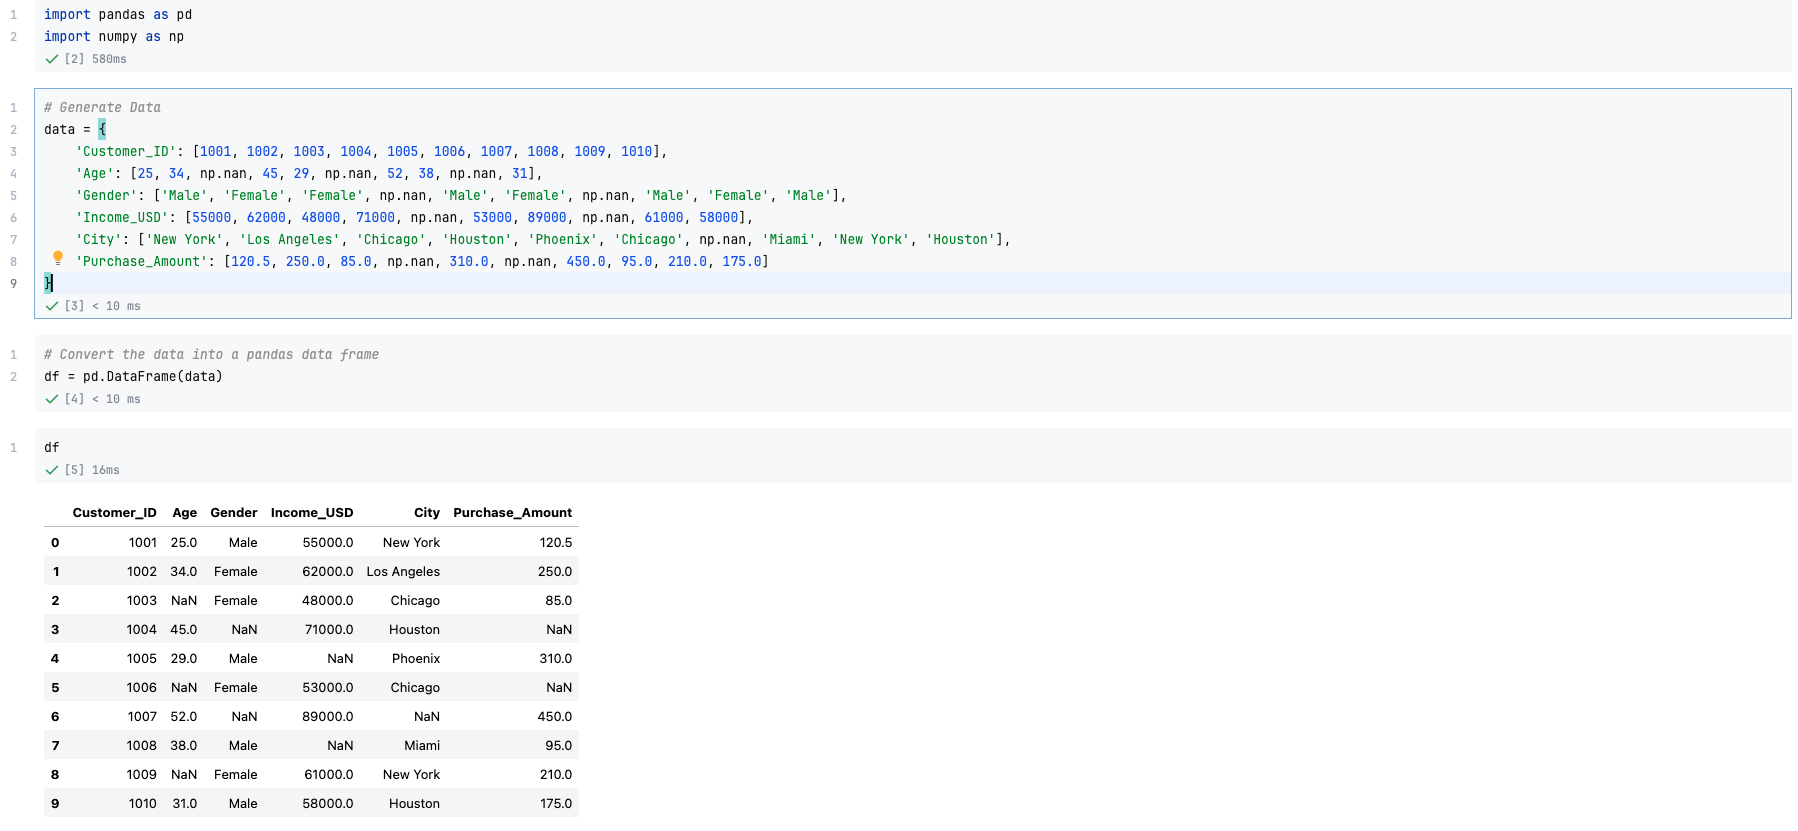 1 import pandas as pd
2 import numpy as np
[2] 580ms
1 # Generate Data
2 data = {
3 'Customer_ID': [1001, 1002, 1003, 1004, 1005, 1006, 1007, 1008, 1009, 1010],
4 'Age': [25, 34, np.nan, 45, 29, np.nan, 52, 38, np.nan, 31],
5 'Gender': ['Male', 'Female', 'Female', np.nan, 'Male', 'Female', np.nan, 'Male', 'Female', 'Male'],
6 'Income_USD': [55000, 62000, 48000, 71000, np.nan, 53000, 89000, np.nan, 61000, 58000],
7 'City': ['New York', 'Los Angeles', 'Chicago', 'Houston', 'Phoenix', 'Chicago', np.nan, 'Miami', 'New York', 'Houston'],
8 'Purchase_Amount': [120.5, 250.0, 85.0, np.nan, 310.0, np.nan, 450.0, 95.0, 210.0, 175.0]
9 }
[3] < 10 ms
1 # Convert the data into a pandas data frame
2 df = pd.DataFrame(data)
[4] < 10 ms
1 df
[5] 16ms
Customer_ID Age Gender Income_USD City Purchase_Amount
0 1001 25.0 Male 55000.0 New York 120.5
1 1002 34.0 Female 62000.0 Los Angeles 250.0
2 1003 NaN Female 48000.0 Chicago 85.0
3 1004 45.0 NaN 71000.0 Houston NaN
4 1005 29.0 Male NaN Phoenix 310.0
5 1006 NaN Female 53000.0 Chicago NaN
6 1007 52.0 NaN 89000.0 NaN 450.0
7 1008 38.0 Male NaN Miami 95.0
8 1009 NaN Female 61000.0 New York 210.0
9 1010 31.0 Male 58000.0 Houston 175.0